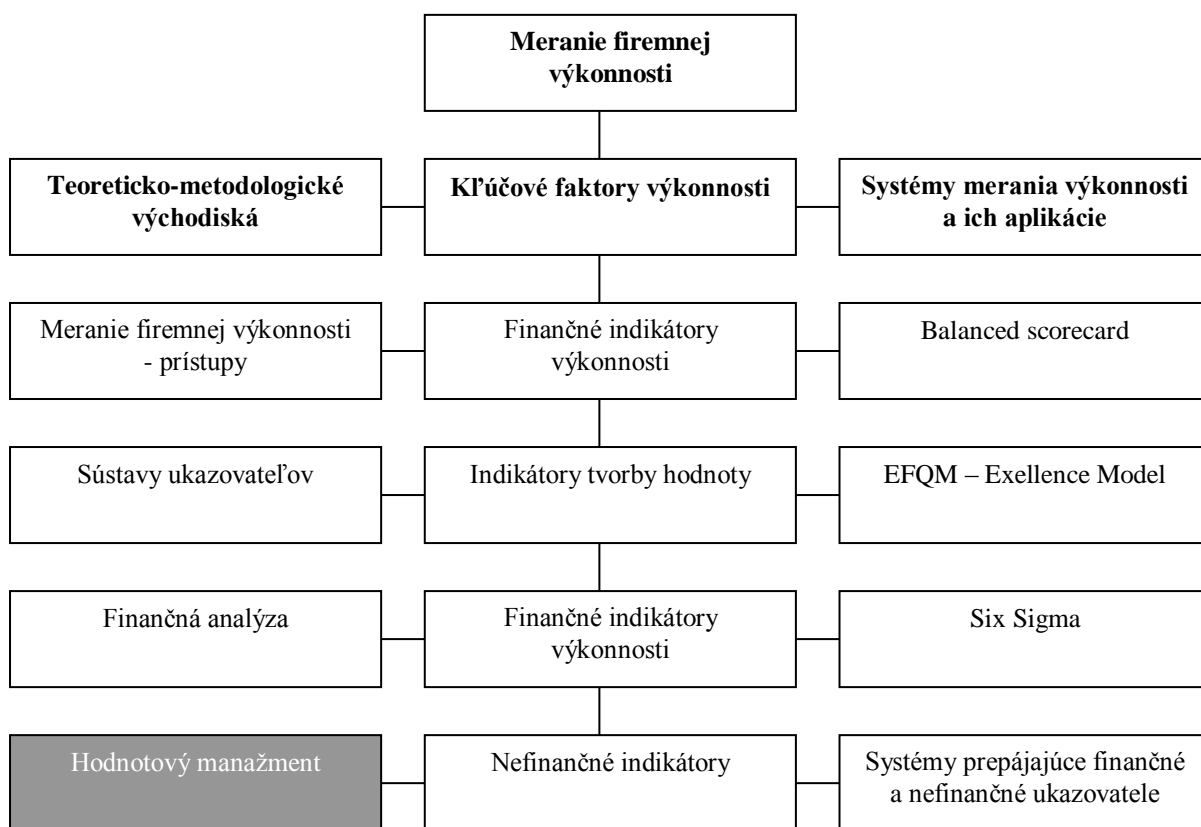 Meranie firemnej
výkonnosti
Teoreticko-metodologické
východiská
Kľúčové faktory výkonnosti
Systémy merania výkonnosti
a ich aplikácie
Meranie firemnej výkonnosti
- prístupy
Finančné indikátory
výkonnosti
Balanced scorecard
Sústavy ukazovateľov
Indikátory tvorby hodnoty
EFQM – Exellence Model
Finančná analýza
Finančné indikátory
výkonnosti
Six Sigma
Hodnotový manažment
Nefinančné indikátory
Systémy prepájajúce finančné
a nefinančné ukazovatele